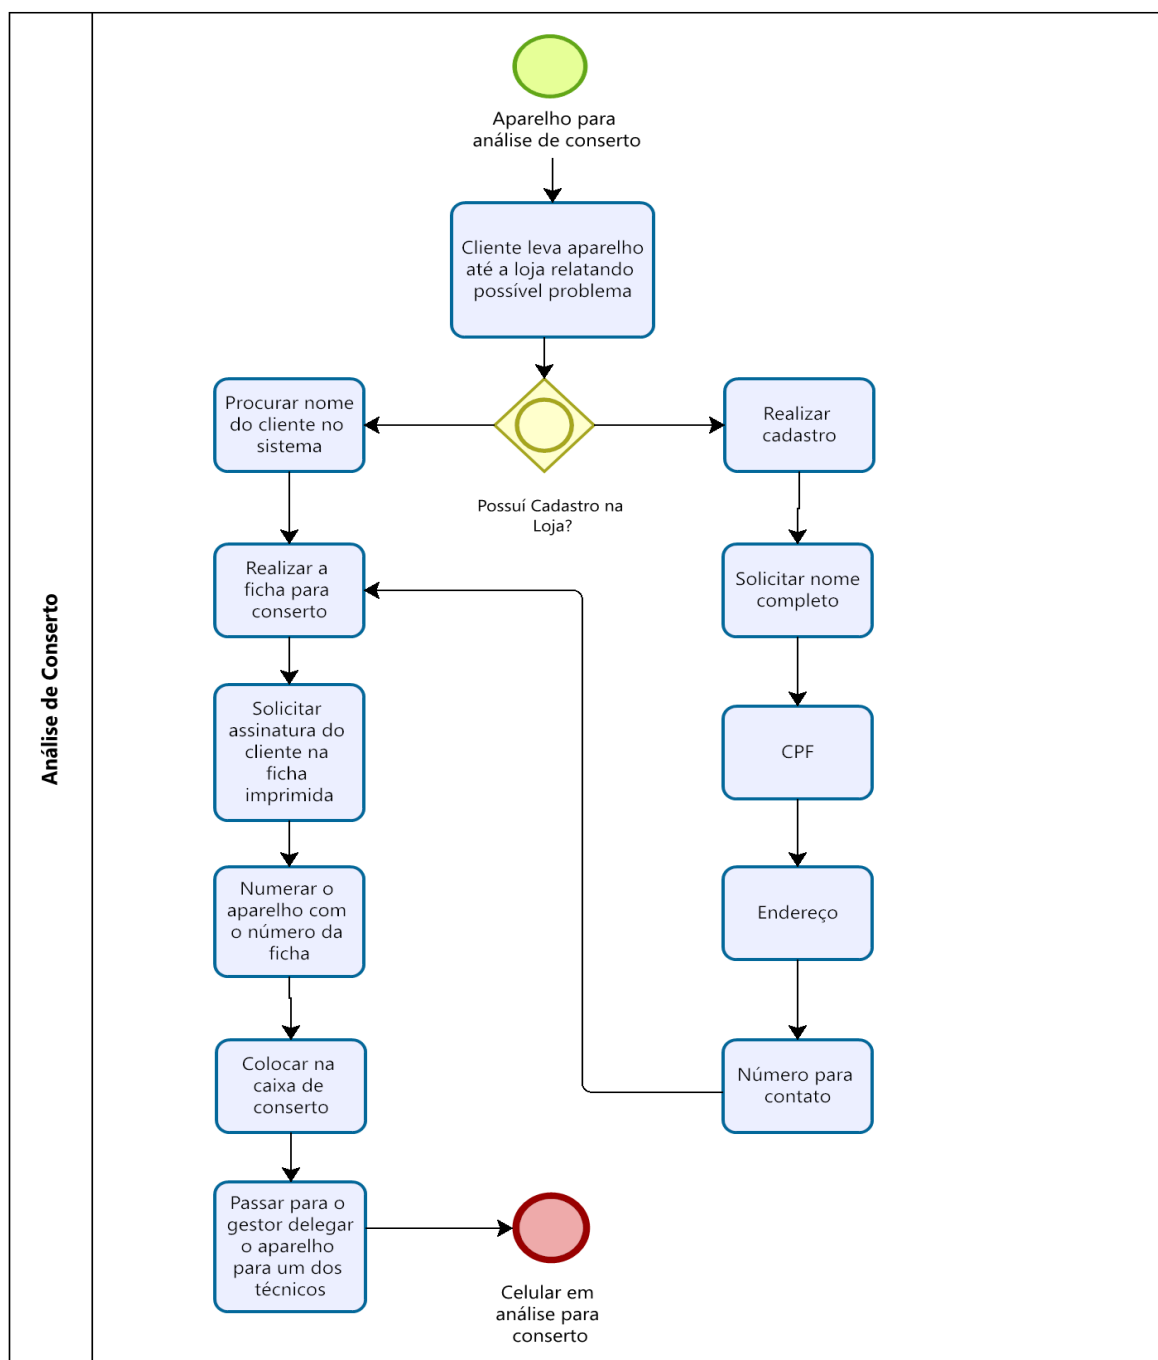 Análise de Conserto
Aparelho para
análise de conserto
Cliente leva aparelho
até a loja relatando
possível problema
Possuí Cadastro na
Loja?
Procurar nome
do cliente no
sistema
Realizar a
ficha para
conserto
Solicitar
assinatura do
cliente na
ficha
imprimida
Numerar o
aparelho com
o número da
ficha
Colocar na
caixa de
conserto
Passar para o
gestor delegar
o aparelho
para um dos
técnicos
Realizar
cadastro
Solicitar nome
completo
CPF
Endereço
Número para
contato
Celular em
análise para
conserto